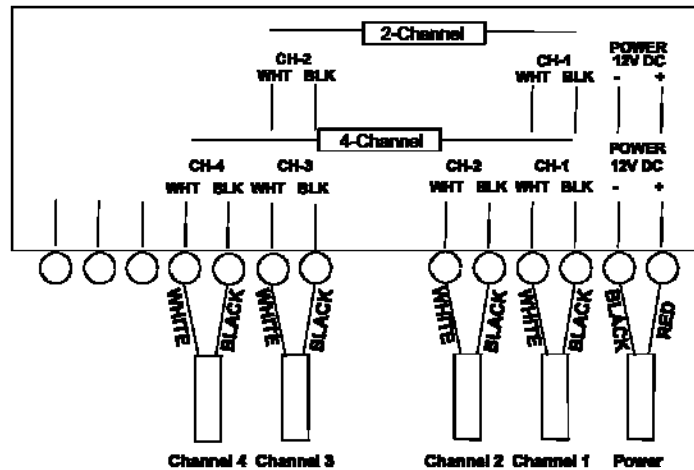 2-Channel
CH-2 CH-1 POWER
12V DC
WHT BLK WHT BLK - +
4-Channel
CH-4 CH-3 CH-2 CH-1 POWER
12V DC
WHT BLK WHT BLK WHT BLK WHT BLK - +
WHITE BLACK WHITE BLACK WHITE BLACK WHITE BLACK BLACK RED
Channel 4 Channel 3 Channel 2 Channel 1 Power